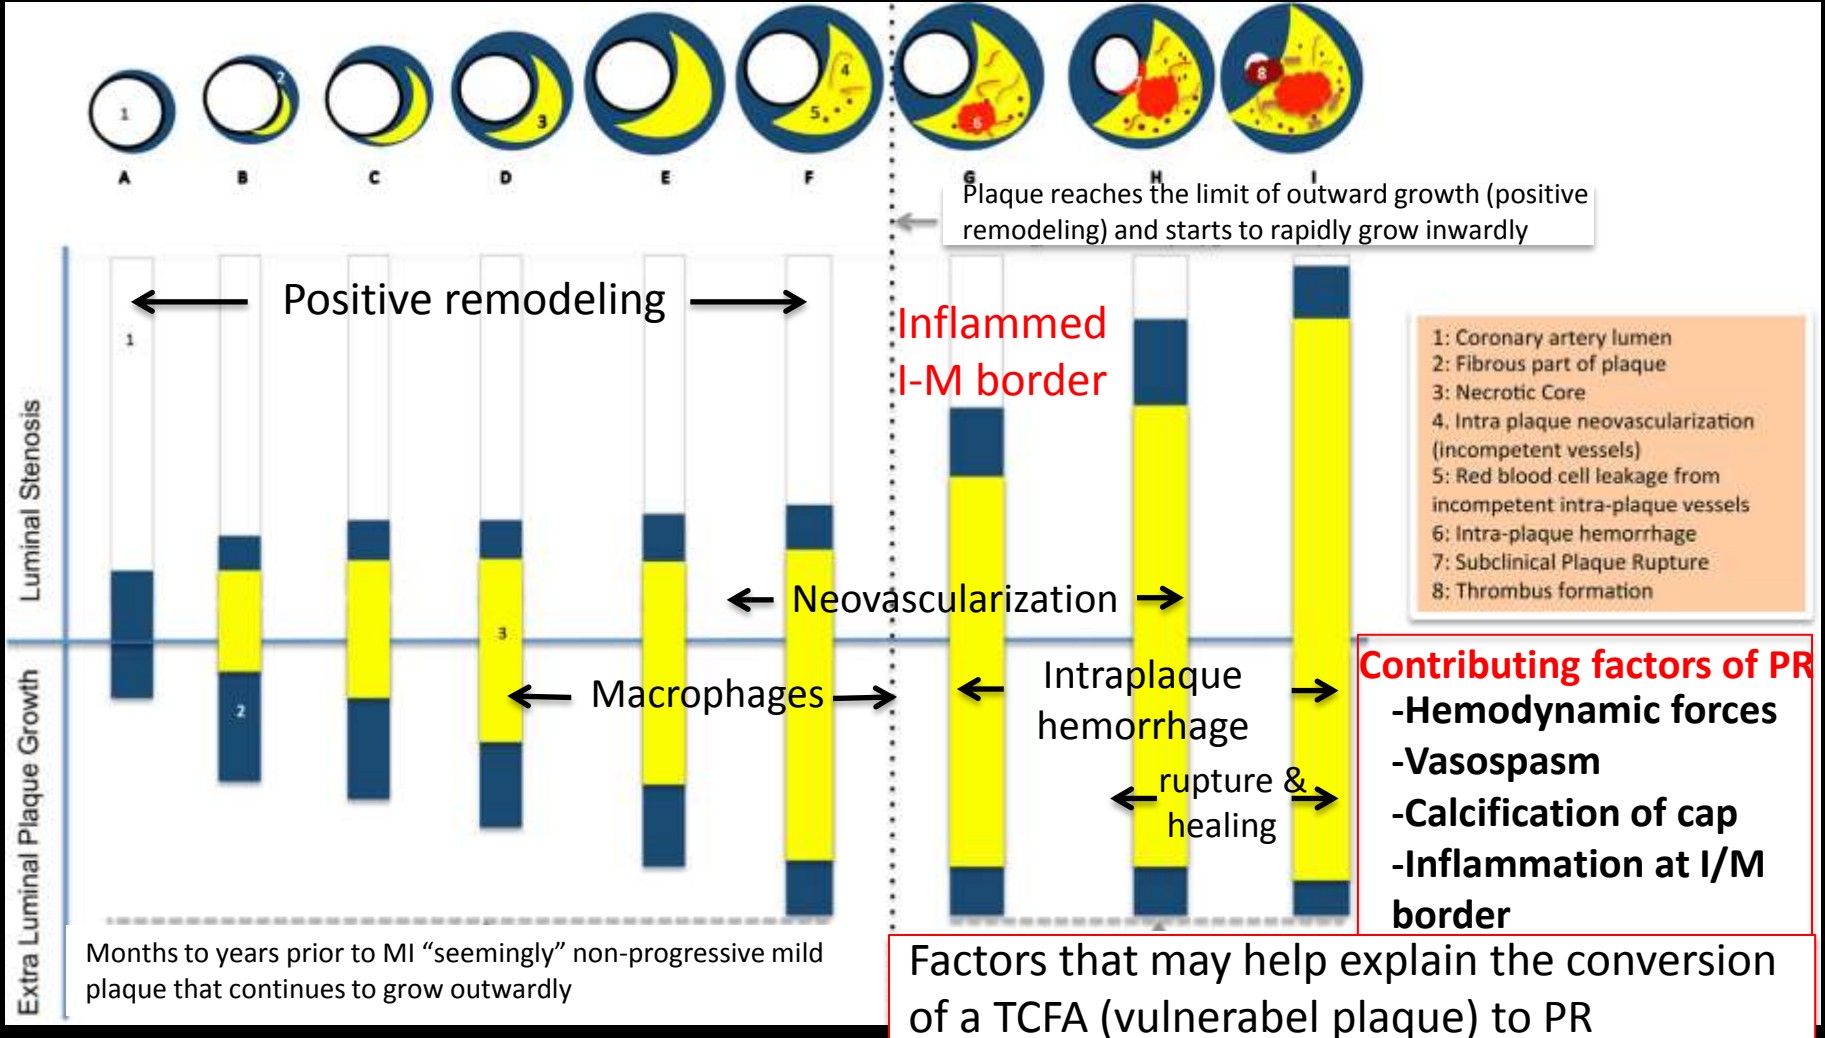 1
2
3
4
5
6
7
8
A
B
C
D
E
F
G
H
I
Plaque reaches the limit of outward growth (positive
remodeling) and starts to rapidly grow inwardly
Positive remodeling
1
Inflammed
I-M border
1: Coronary artery lumen
2: Fibrous part of plaque
3: Necrotic Core
4. Intra plaque neovascularization
(incompetent vessels)
5: Red blood cell leakage from
incompetent intra-plaque vessels
6: Intra-plaque hemorrhage
7: Subclinical Plaque Rupture
8: Thrombus formation
Luminal Stenosis
Neovascularization
3
2
Macrophages
Intraplaque
hemorrhage
rupture &
healing
Extra Luminal Plaque Growth
Contributing factors of PR
-Hemodynamic forces
-Vasospasm
-Calcification of cap
-Inflammation at I/M
border
Months to years prior to MI “seemingly” non-progressive mild
plaque that continues to grow outwardly
Factors that may help explain the conversion
of a TCFA (vulnerabel plaque) to PR